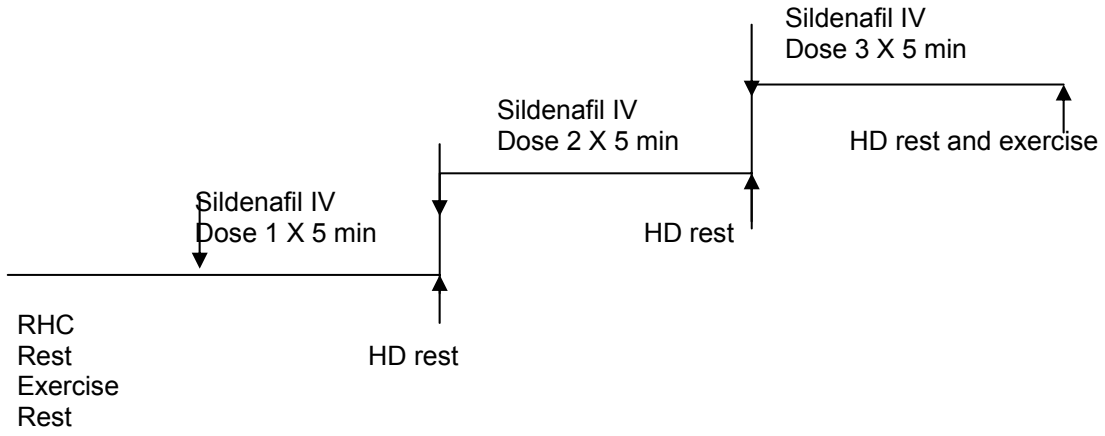 Sildenafil IV
Dose 3 X 5 min
Sildenafil IV
Dose 2 X 5 min
HD rest and exercise
Sildenafil IV
Dose 1 X 5 min
HD rest
RHC
Rest
Exercise
Rest
HD rest